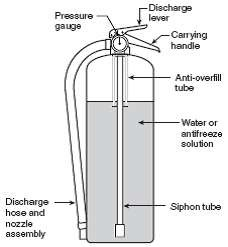 Pressure
gauge
Discharge
lever
Carrying
handle
Anti-overfill
tube
Water or
antifreeze
solution
Discharge
hose and
nozzle
assembly
Siphon tube